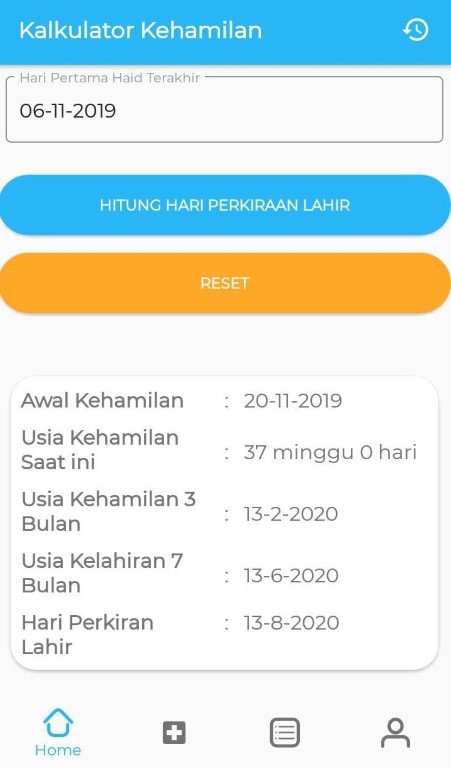 Kalkulator Kehamilan
Hari Pertama Haid Terakhir
06-11-2019
HITUNG HARI PERKIRAAN LAHIR
RESET
Awal Kehamilan : 20-11-2019
Usia Kehamilan
Saat ini : 37 minggu 0 hari
Usia Kehamilan 3
Bulan : 13-2-2020
Usia Kelahiran 7
Bulan : 13-6-2020
Hari Perkiran : 13-8-2020
Lahir
Home